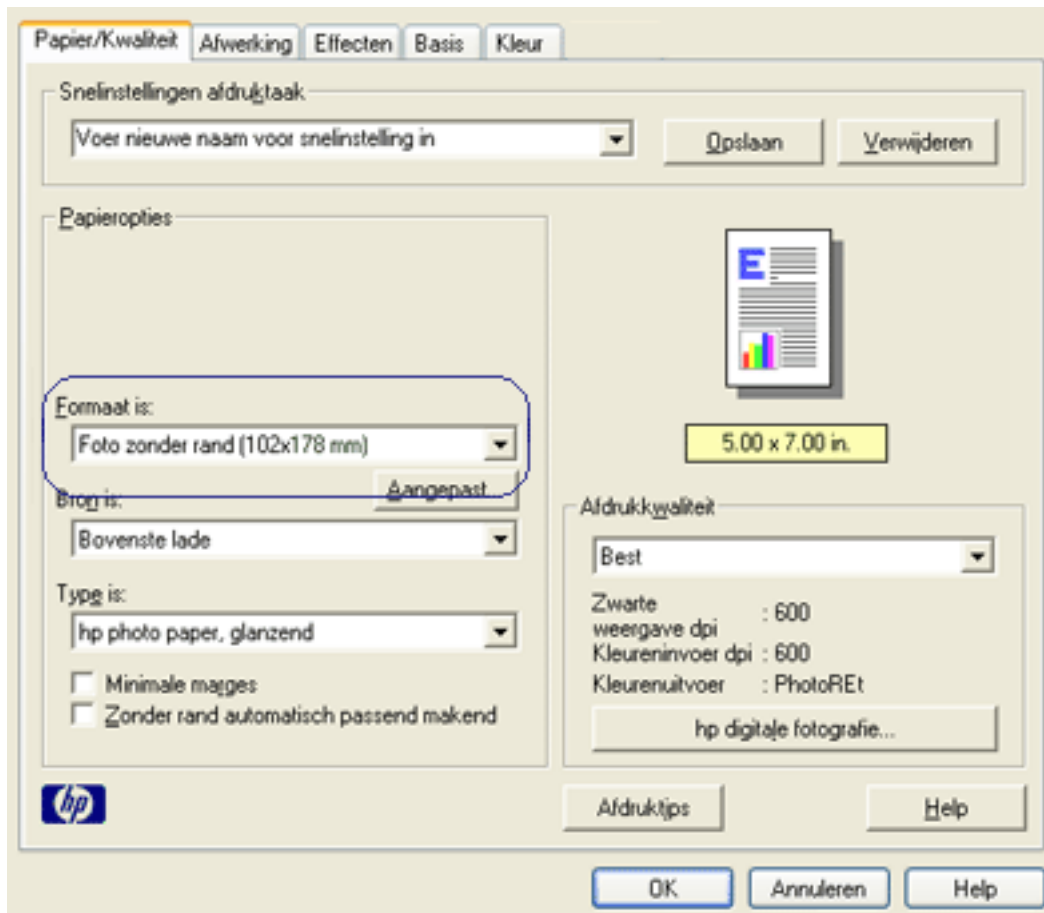 Papier/Kwaliteit Afwerking Effecten Basis Kleur
Snelinstellingen afdruktaak
Voer nieuwe naam voor snelinstelling in
Opslaan
Verwijderen
Papieropties
E
Formaat is:
Foto zonder rand (102x178 mm)
5.00 x 7.00 in.
Aangepast...
Bron is:
Bovenste lade
Afdrukkwaliteit
Best
Type is:
hp photo paper, glanzend
Zwarte
weergave dpi : 600
Kleureninvoer dpi : 600
Kleurenuitvoer : PhotoREt
Minimale marges
Zonder rand automatisch passend makend
hp digitale fotografie...
hp
Afdruktips
Help
OK
Annuleren
Help